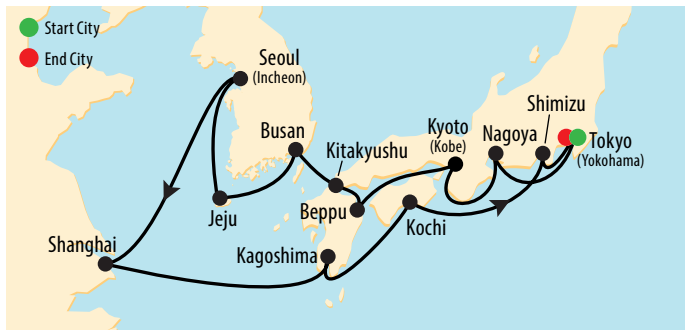 Start City
End City
Seoul
(Incheon)
Shimizu
Busan
Kyoto
(Kobe)
Nagoya
Tokyo
(Yokohama)
Kitakyushu
Jeju
Beppu
Kochi
Shanghai
Kagoshima